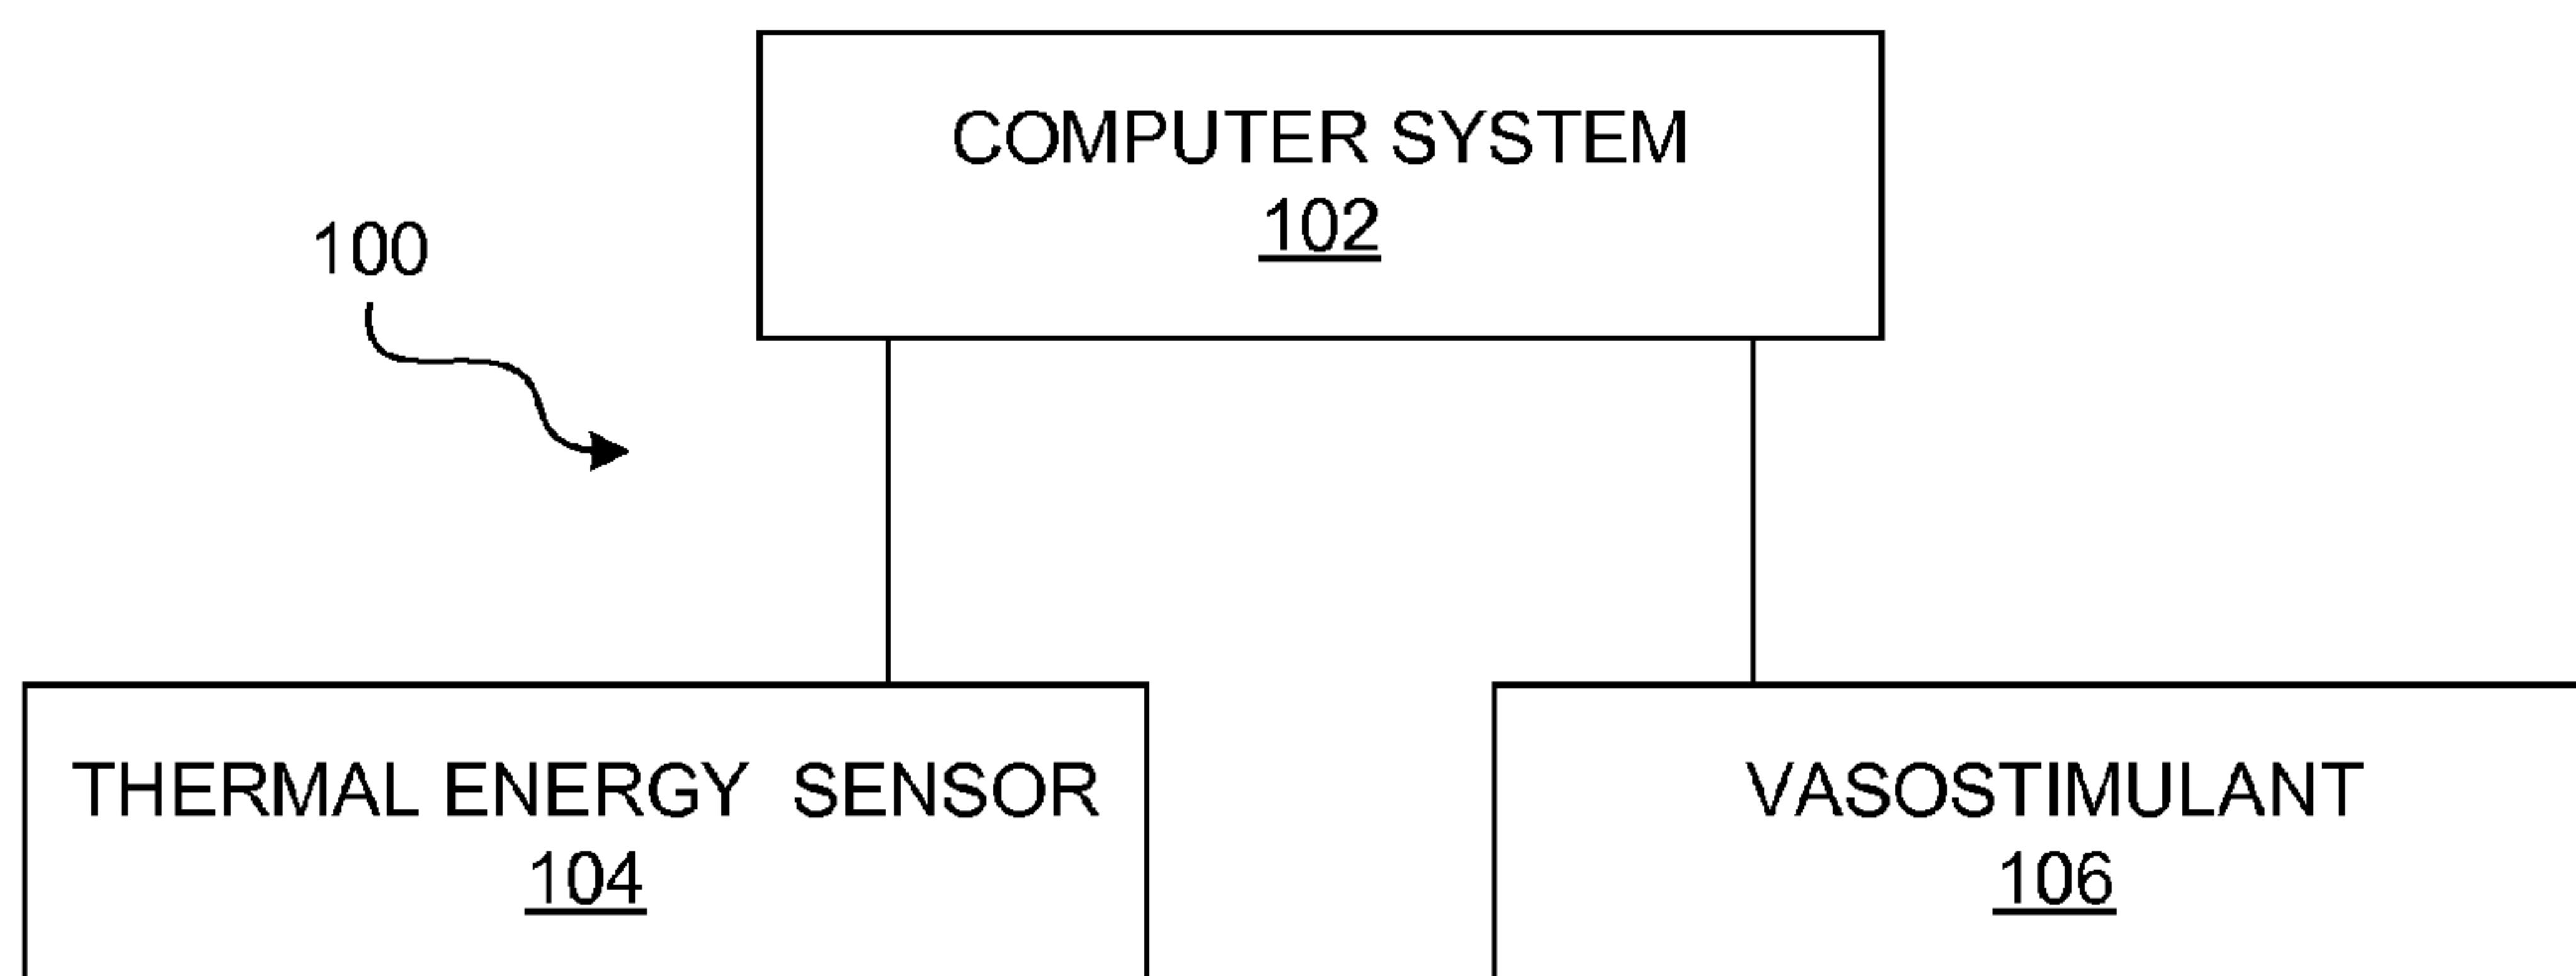 COMPUTER SYSTEM
102
100
THERMAL ENERGY SENSOR
104
VASOSTIMULANT
106